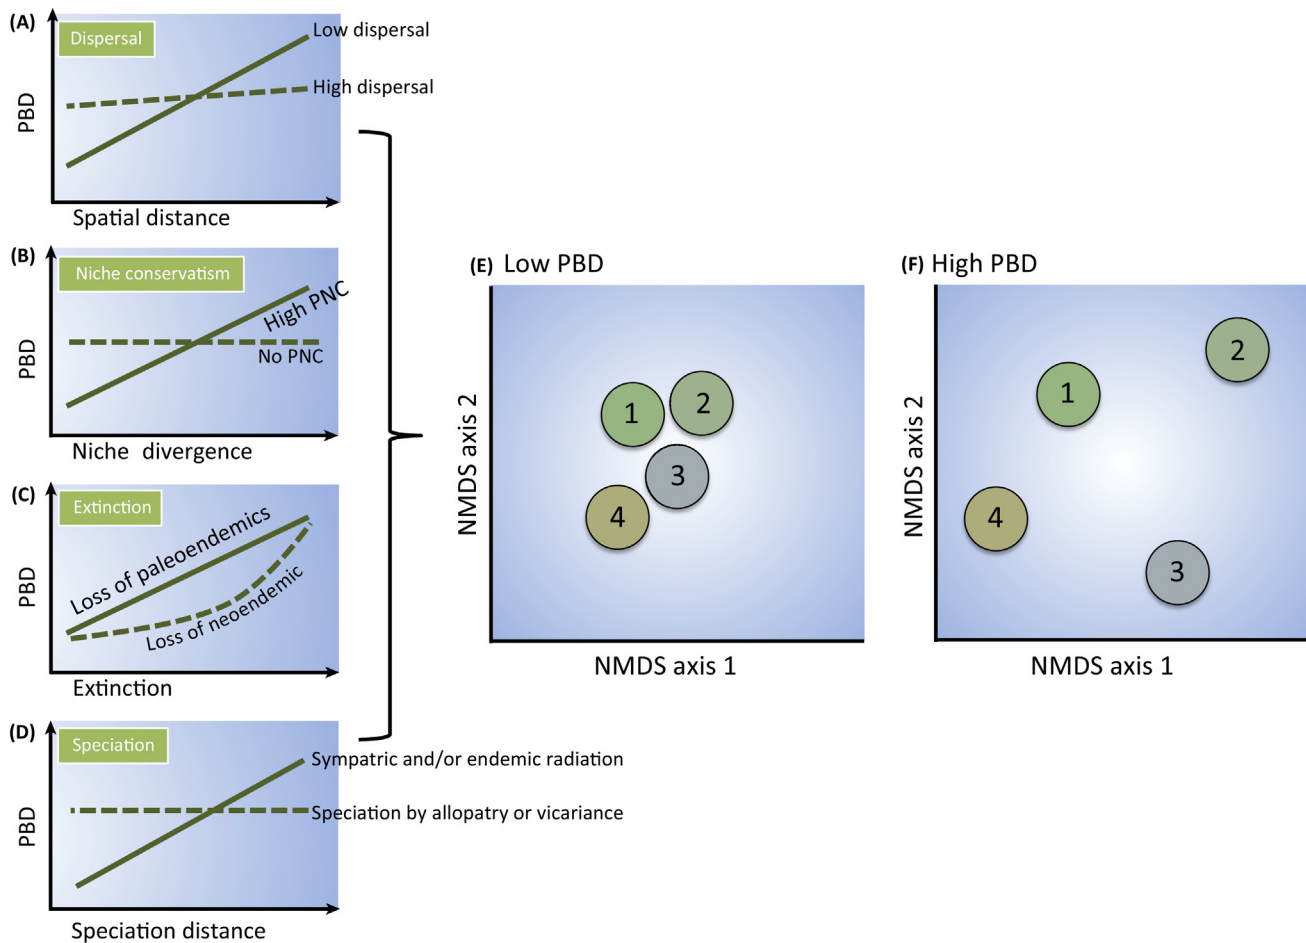 (A)
Dispersal
Low dispersal
High dispersal
PBD
Spatial distance
(B)
Niche conservatism
High PNC
No PNC
PBD
Niche divergence
(C)
Extinction
Loss of paleoendemics
Loss of neoendemic
PBD
Extinction
(D)
Speciation
Sympatric and/or endemic radiation
Speciation by allopatry or vicariance
PBD
Speciation distance
(E) Low PBD
1
2
3
4
NMDS axis 2
NMDS axis 1
(F) High PBD
1
2
3
4
NMDS axis 2
NMDS axis 1